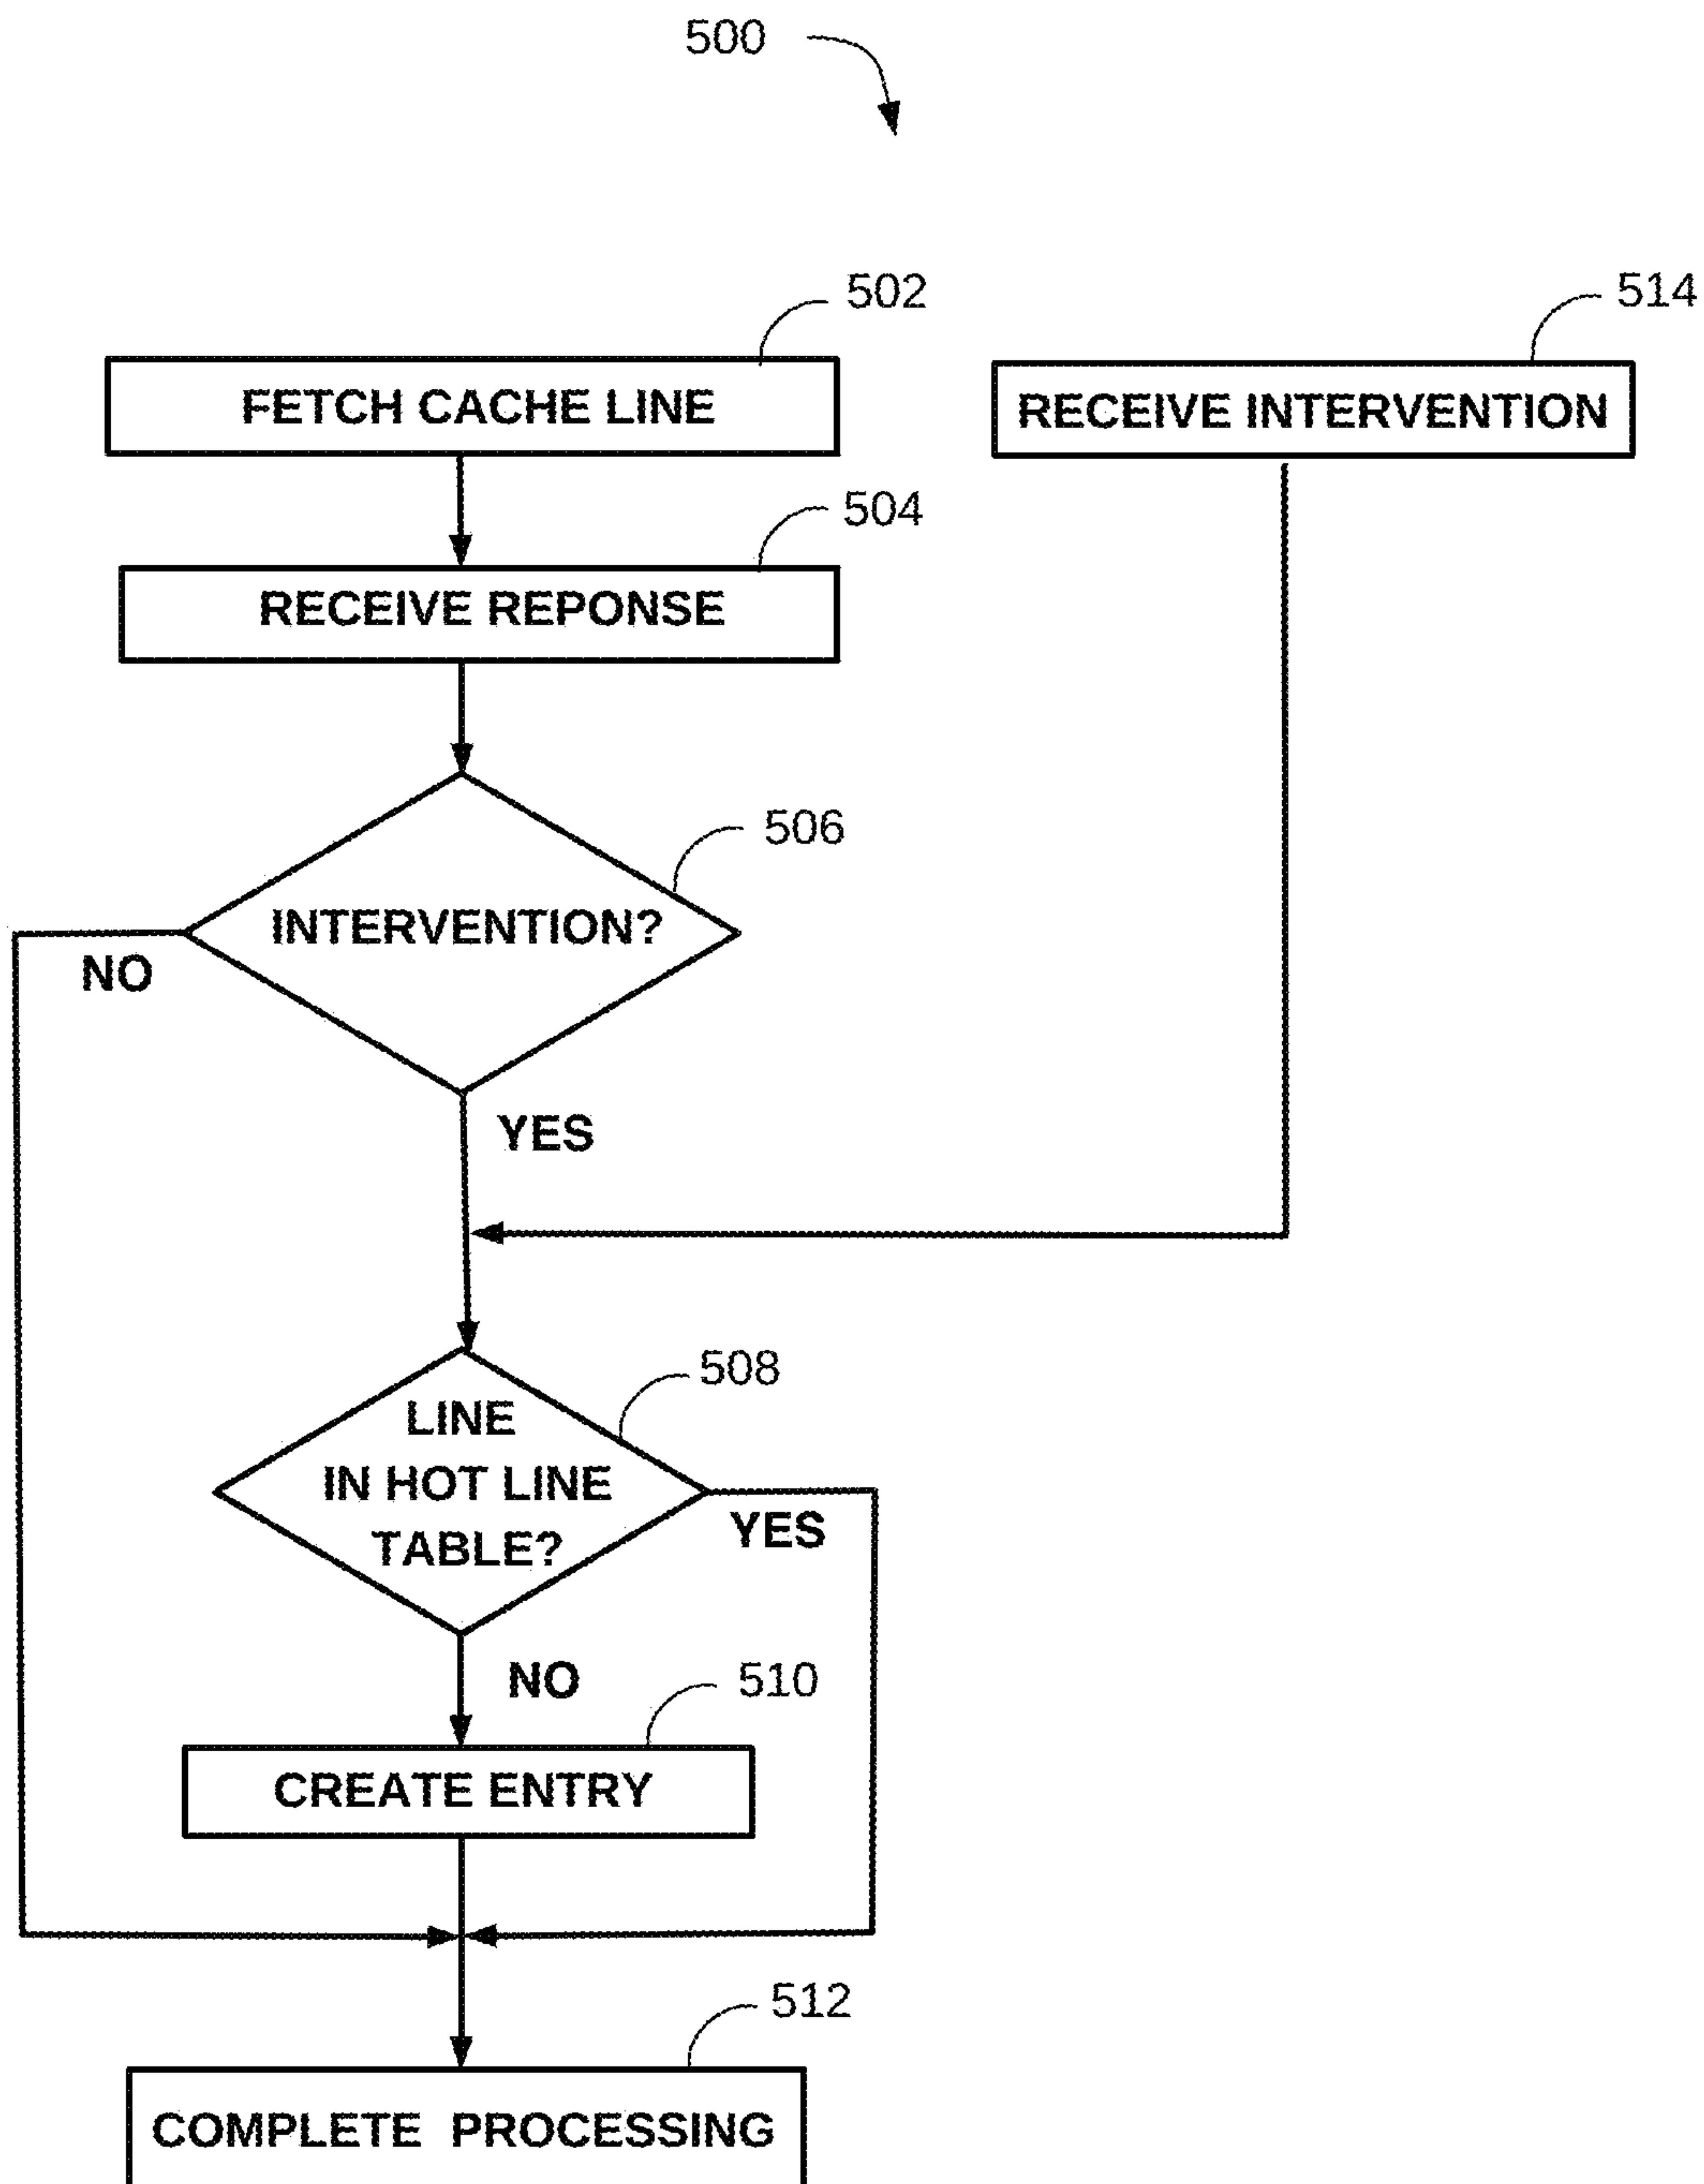 500
502
514
FETCH CACHE LINE
RECEIVE INTERVENTION
504
RECEIVE REPONSE
506
INTERVENTION?
NO
YES
508
LINE
IN HOT LINE
TABLE?
YES
NO
510
CREATE ENTRY
512
COMPLETE PROCESSING